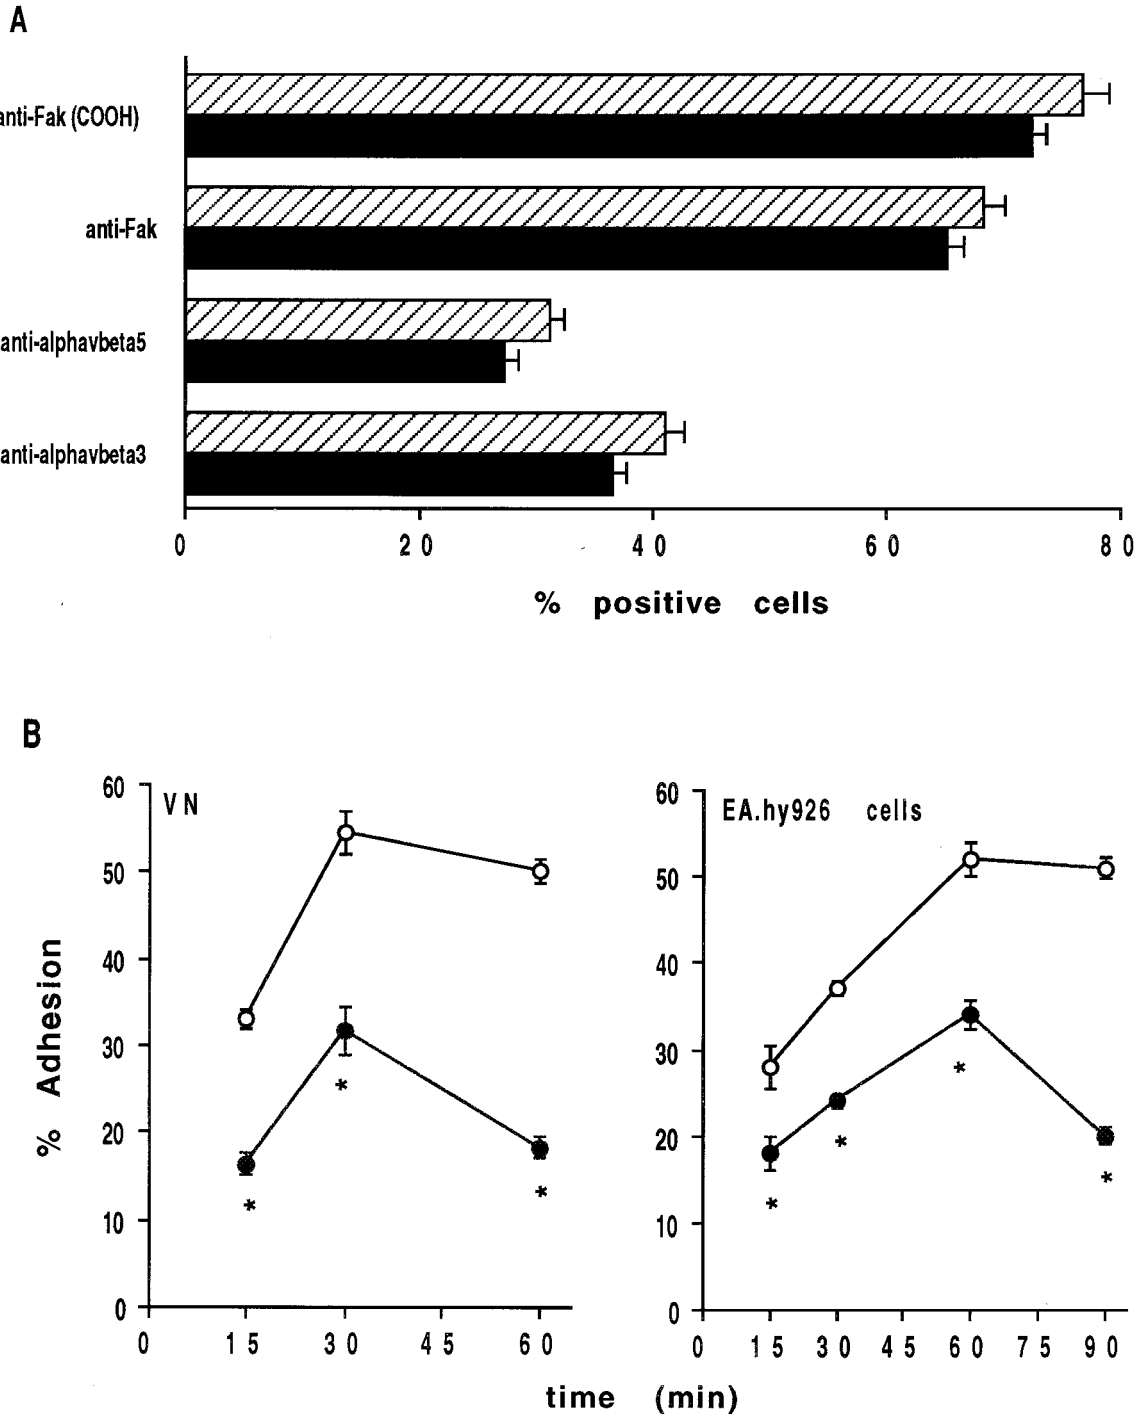 A
anti-Fak (COOH)
anti-Fak
anti-alphavbeta5
anti-alphavbeta3
0 20 40 60 80
% positive cells
B
VN
EA.hy926 cells
60
50
40
30
20
10
0
60
50
40
30
20
10
0
% Adhesion
* * *
* * * *
0 15 30 45 60
0 15 30 45 60 75 90
time (min)